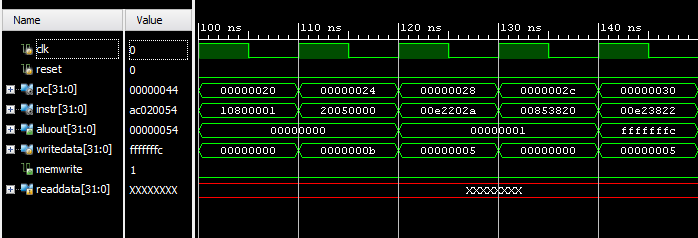 Name Value 100 ns 110 ns 120 ns 130 ns 140 ns
clk 0
reset 0
pc[31:0] 00000044 00000020 00000024 00000028 0000002c 00000030
instr[31:0] ac020054 10800001 20050000 00e2202a 00853820 00e23822
aluout[31:0] 00000054 00000000 00000001 fffffffc
writedata[31:0] fffffffc 00000000 0000000b 00000005 00000000 00000005
memwrite 1
readdata[31:0] XXXXXXXX XXXXXXXX